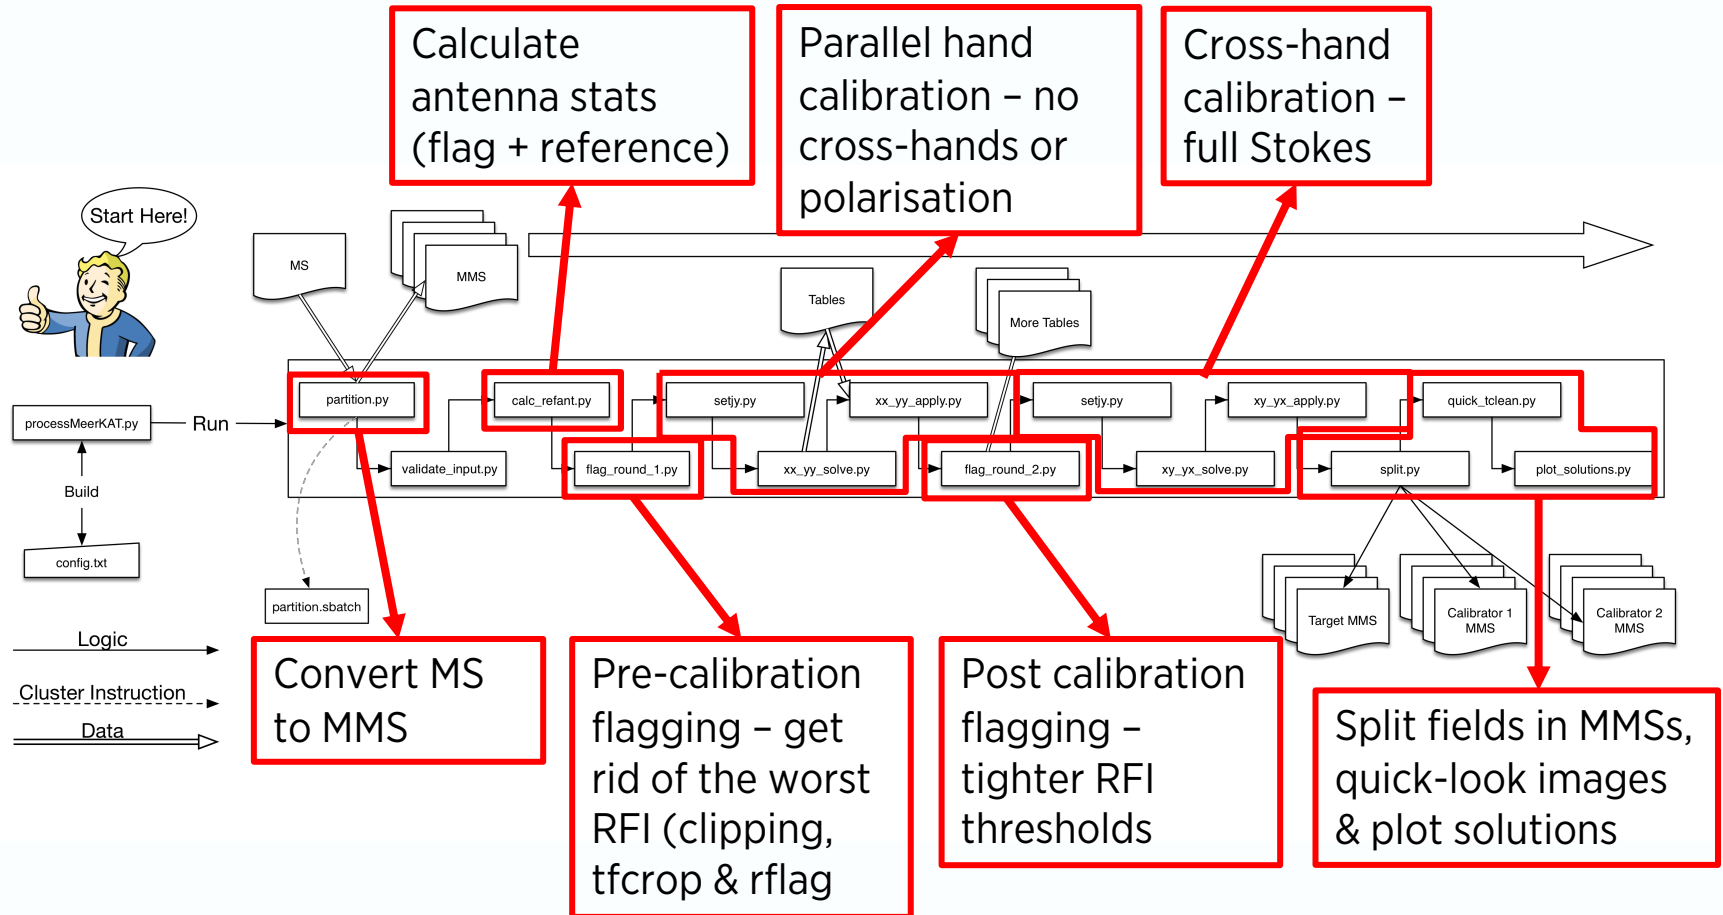 Calculate
antenna stats
(flag + reference)
Parallel hand
calibration – no
cross-hands or
polarisation
Cross-hand
calibration –
full Stokes
Start Here!
MS
MMS
Tables
More Tables
partition.py
calc_refant.py
setjy.py
xx_yy_apply.py
setjy.py
xy_yx_apply.py
quick_tclean.py
processMeerKAT.py
Run
validate_input.py
flag_round_1.py
xx_yy_solve.py
flag_round_2.py
xy_yx_solve.py
split.py
plot_solutions.py
Build
config.txt
partition.sbatch
Target MMS
Calibrator 1
MMS
Calibrator 2
MMS
Logic
Cluster Instruction
Data
Convert MS
to MMS
Pre-calibration
flagging – get
rid of the worst
RFI (clipping,
tfcrop & rflag
Post calibration
flagging –
tighter RFI
thresholds
Split fields in MMSs,
quick-look images
& plot solutions